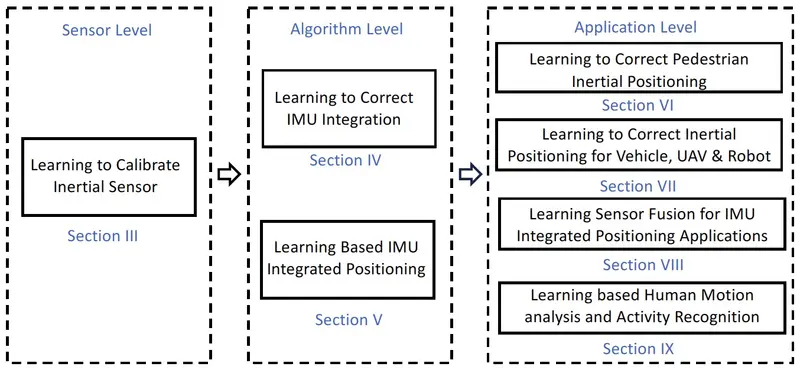 Sensor Level
Learning to Calibrate
Inertial Sensor
Section III
Algorithm Level
Learning to Correct
IMU Integration
Section IV
Learning Based IMU
Integrated Positioning
Section V
Application Level
Learning to Correct Pedestrian
Inertial Positioning
Section VI
Learning to Correct Inertial
Positioning for Vehicle, UAV & Robot
Section VII
Learning Sensor Fusion for IMU
Integrated Positioning Applications
Section VIII
Learning based Human Motion
analysis and Activity Recognition
Section IX